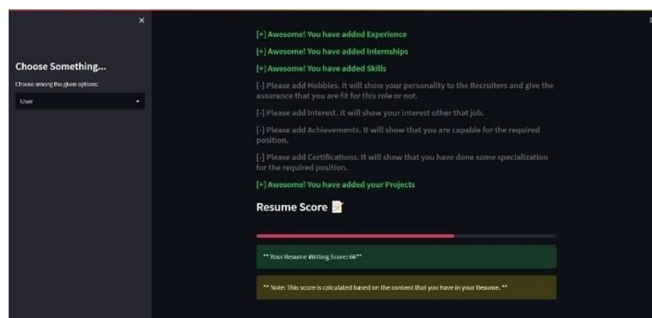 [+] Awesome! You have added Experience
[+] Awesome! You have added Internships
[+] Awesome! You have added Skills
[-] Please add Hobbies. It will show your personality to the Recruiters and give the
assurance that you are fit for this role or not.
[-] Please add Interest. It will show your interest other that job.
[-] Please add Achievements. It will show that you are capable for the required
position.
[-] Please add Certifications. It will show that you have done some specialization
for the required position.
[+] Awesome! You have added your Projects
Resume Score
** Your Resume Writing Score: 66**
** Note: This score is calculated based on the content that you have in your Resume. **
Choose Something...
Choose among the given options:
User